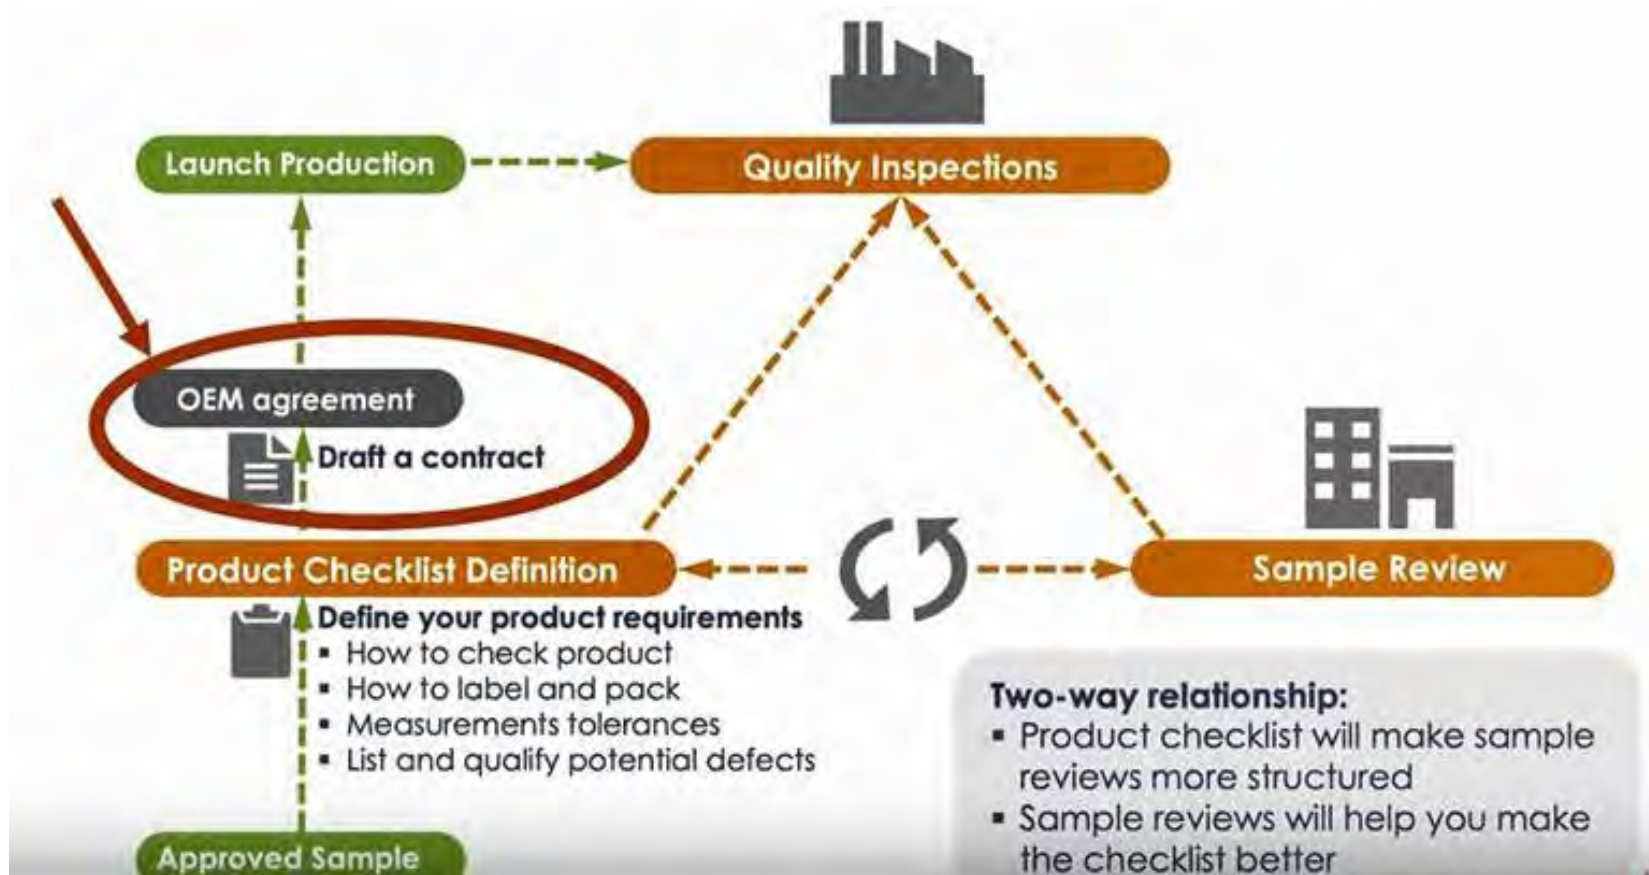 Launch Production
Quality Inspections
OEM agreement
Draft a contract
Product Checklist Definition
Sample Review
Define your product requirements
▪ How to check product
▪ How to label and pack
▪ Measurements tolerances
▪ List and qualify potential defects
Two-way relationship:
▪ Product checklist will make sample
reviews more structured
▪ Sample reviews will help you make
the checklist better
Approved Sample